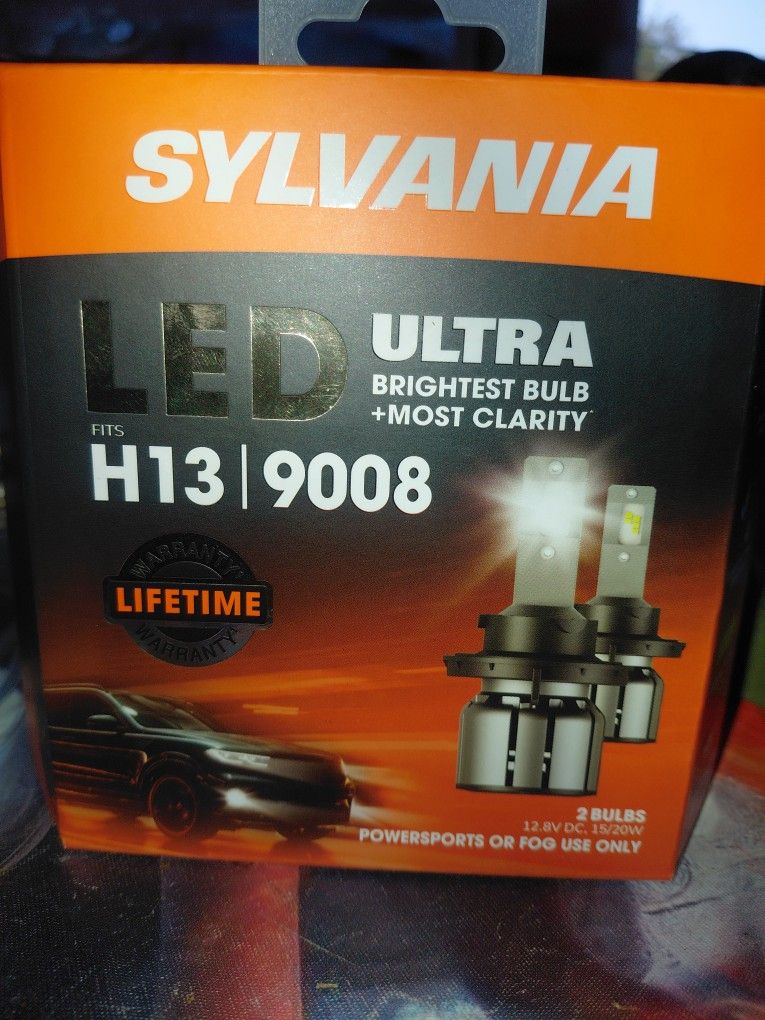 SYLVANIA
LED
ULTRA
BRIGHTEST BULB
+MOST CLARITY*
FITS
H13 | 9008
WARRANTY
LIFETIME
WARRANTY
2 BULBS
12.8V DC, 15/20W
POWERSPORTS OR FOG USE ONLY